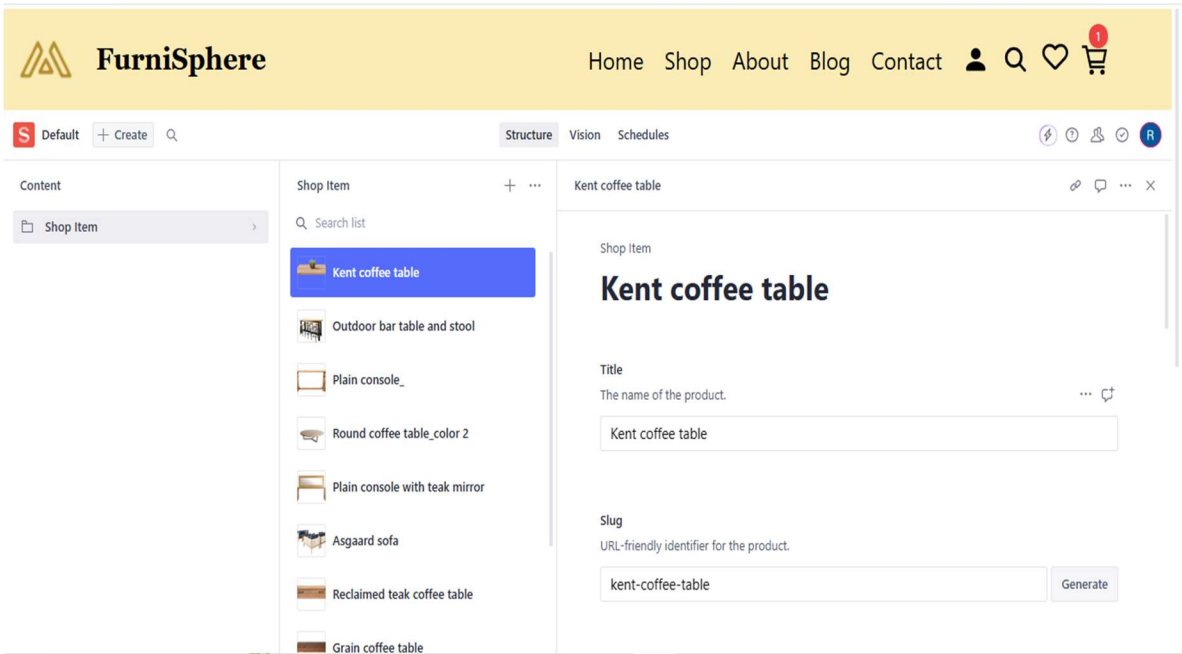 FurniSphere
Home Shop About Blog Contact 1
S Default + Create Structure Vision Schedules R
Content
Shop Item
Shop Item
Search list
Kent coffee table
Outdoor bar table and stool
Plain console_
Round coffee table_color 2
Plain console with teak mirror
Asgaard sofa
Reclaimed teak coffee table
Grain coffee table
Kent coffee table
Shop Item
Kent coffee table
Title
The name of the product.
Kent coffee table
Slug
URL-friendly identifier for the product.
kent-coffee-table Generate